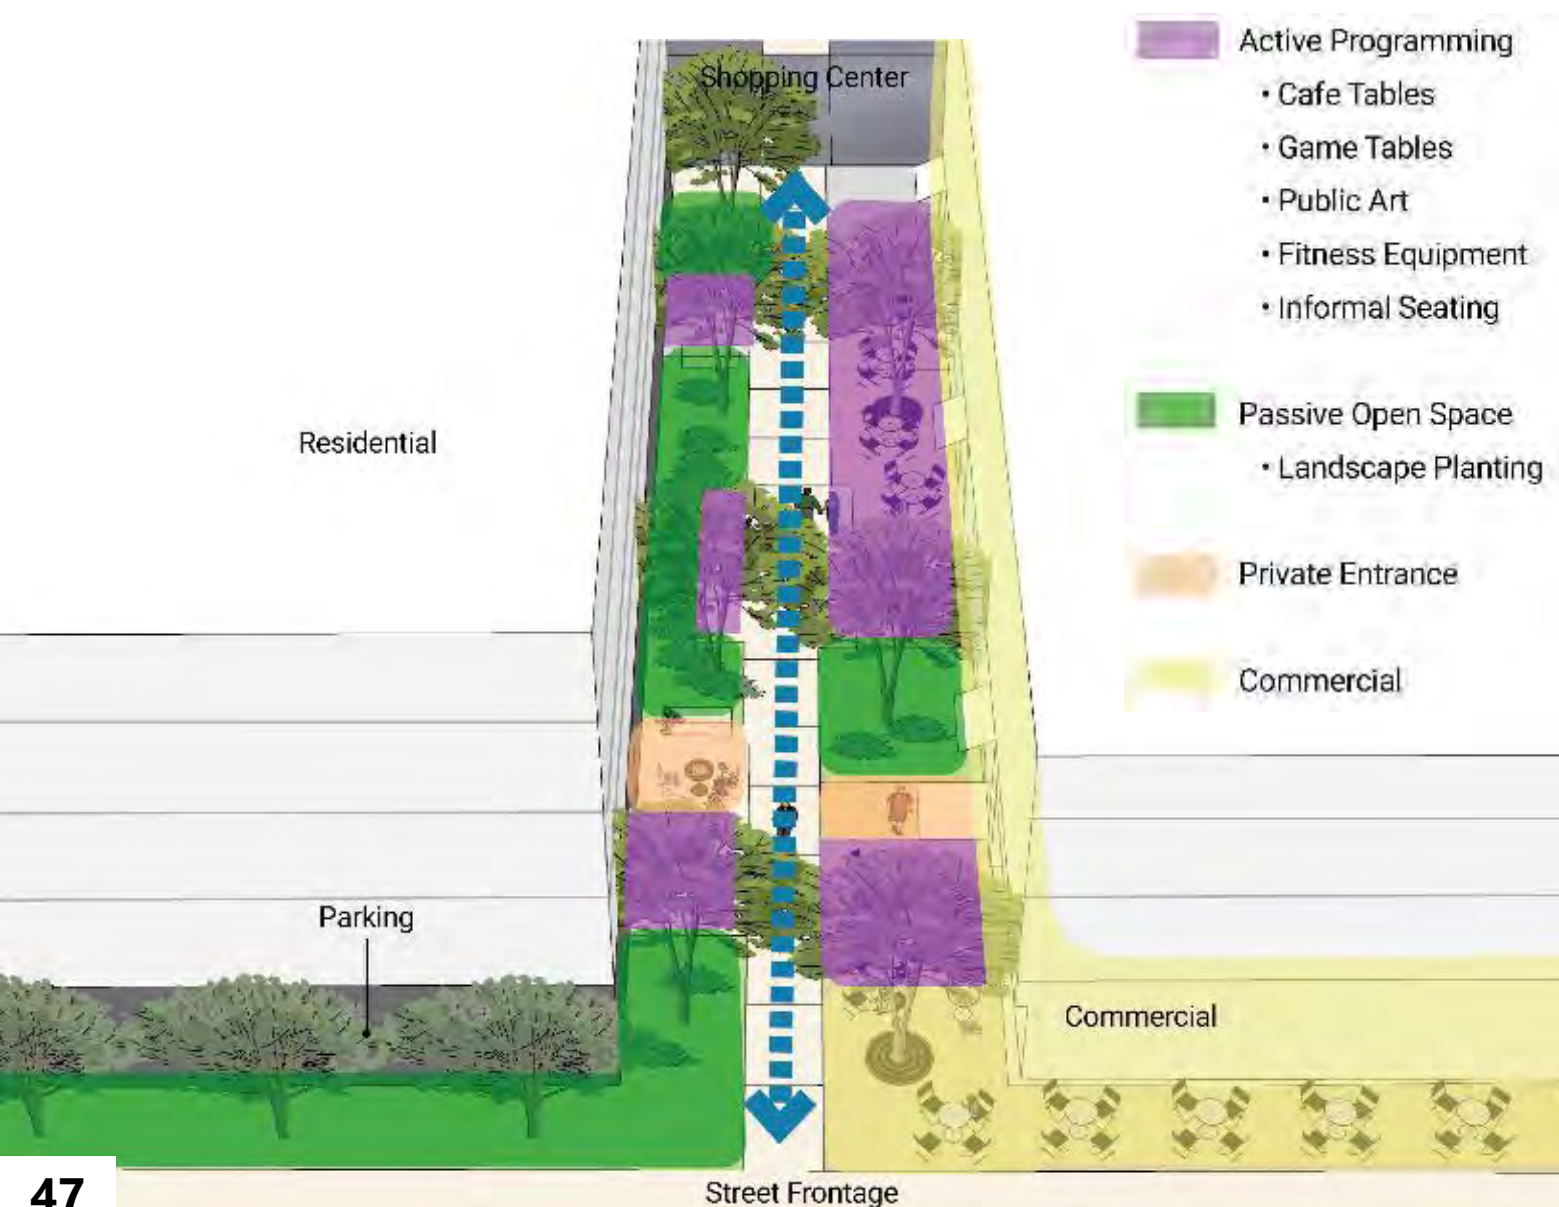 Shopping Center
Active Programming
• Cafe Tables
• Game Tables
• Public Art
• Fitness Equipment
• Informal Seating
Passive Open Space
• Landscape Planting
Private Entrance
Commercial
Residential
Parking
Commercial
Street Frontage
47